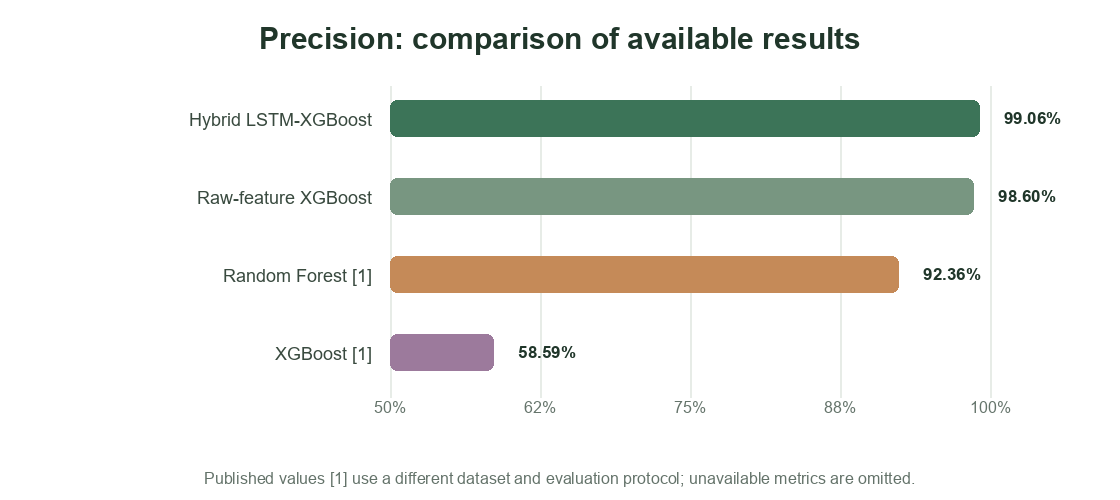 Precision: comparison of available results
Hybrid LSTM-XGBoost 99.06%
Raw-feature XGBoost 98.60%
Random Forest [1] 92.36%
XGBoost [1] 58.59%
50% 62% 75% 88% 100%
Published values [1] use a different dataset and evaluation protocol; unavailable metrics are omitted.